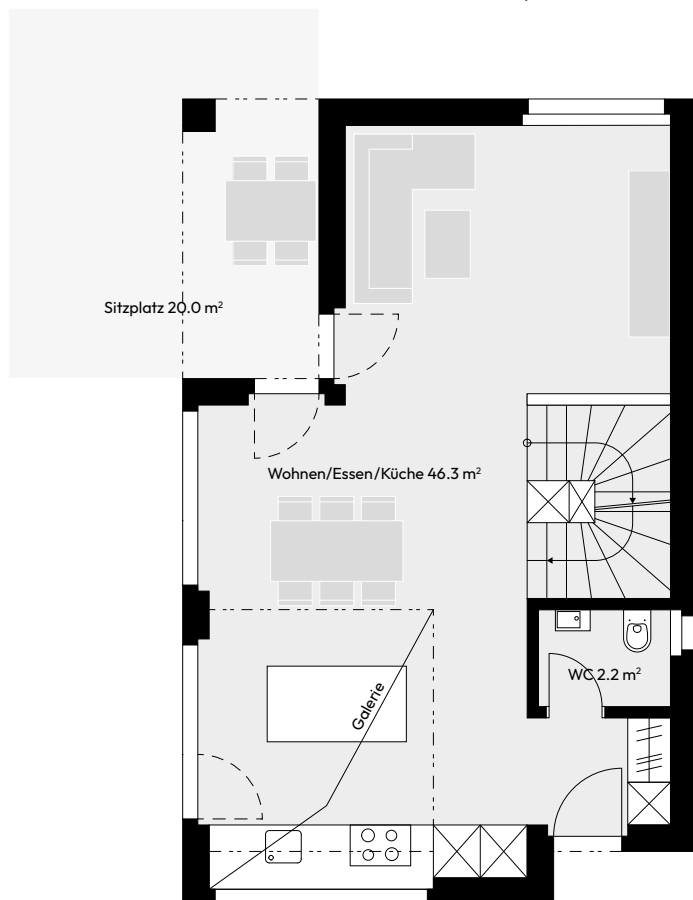 Sitzplatz 20.0 m²
Wohnen/Essen/Küche 46.3 m²
WC 2.2 m²
Galerie